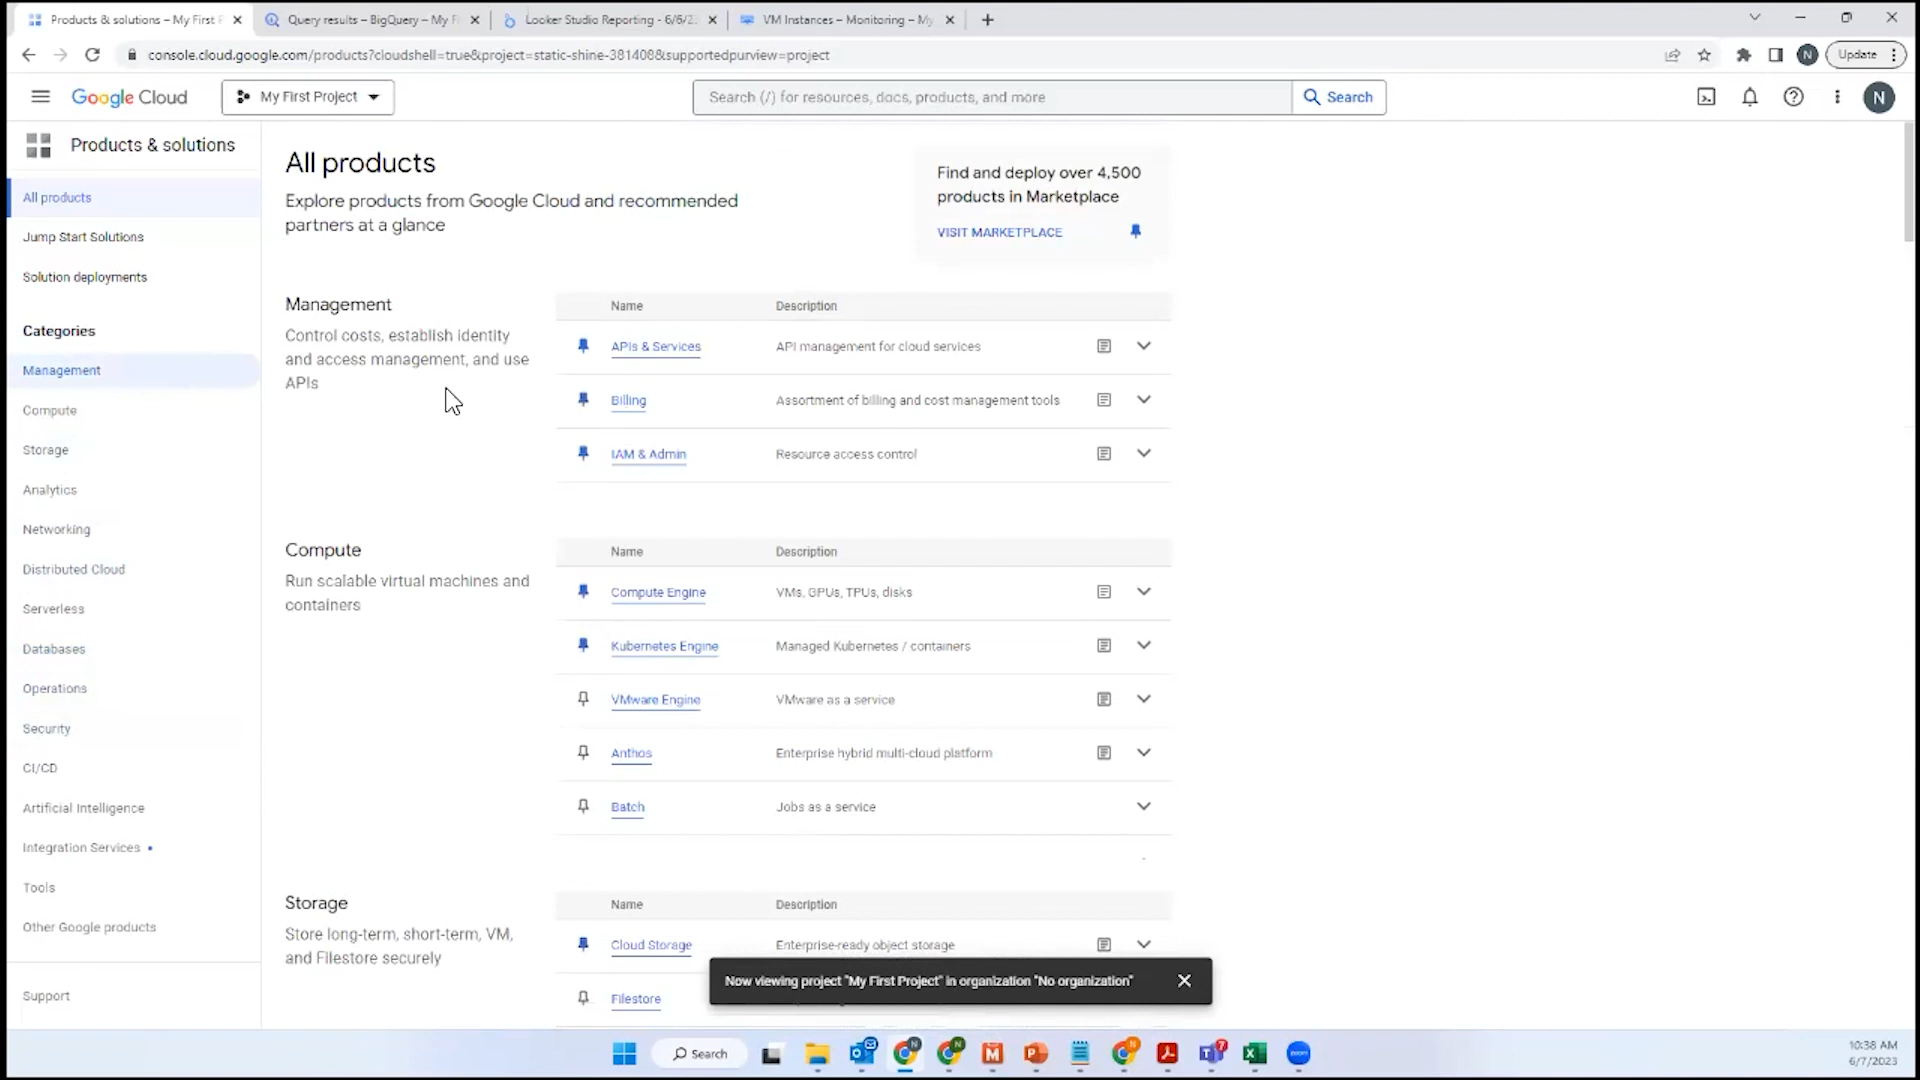 Products & solutions – My First F
Query results – BigQuery – My Fi
Looker Studio Reporting - 6/6/2
VM Instances – Monitoring – My
console.cloud.google.com/products?cloudshell=true&project=static-shine-381408&supportedpurview=project
N
Update
Google Cloud
My First Project
Search (/) for resources, docs, products, and more
Search
N
Products & solutions
All products
Jump Start Solutions
Solution deployments
Categories
Management
Compute
Storage
Analytics
Networking
Distributed Cloud
Serverless
Databases
Operations
Security
CI/CD
Artificial Intelligence
Integration Services
Tools
Other Google products
Support
All products
Explore products from Google Cloud and recommended
partners at a glance
Find and deploy over 4,500
products in Marketplace
VISIT MARKETPLACE
Management
Control costs, establish identity
and access management, and use
APIs
Name Description
APIs & Services API management for cloud services
Billing Assortment of billing and cost management tools
IAM & Admin Resource access control
Compute
Run scalable virtual machines and
containers
Name Description
Compute Engine VMs, GPUs, TPUs, disks
Kubernetes Engine Managed Kubernetes / containers
VMware Engine VMware as a service
Anthos Enterprise hybrid multi-cloud platform
Batch Jobs as a service
Storage
Store long-term, short-term, VM,
and Filestore securely
Name Description
Cloud Storage Enterprise-ready object storage
Filestore
Now viewing project "My First Project" in organization "No organization"
Search
7
zoom
10:38 AM
6/7/2023